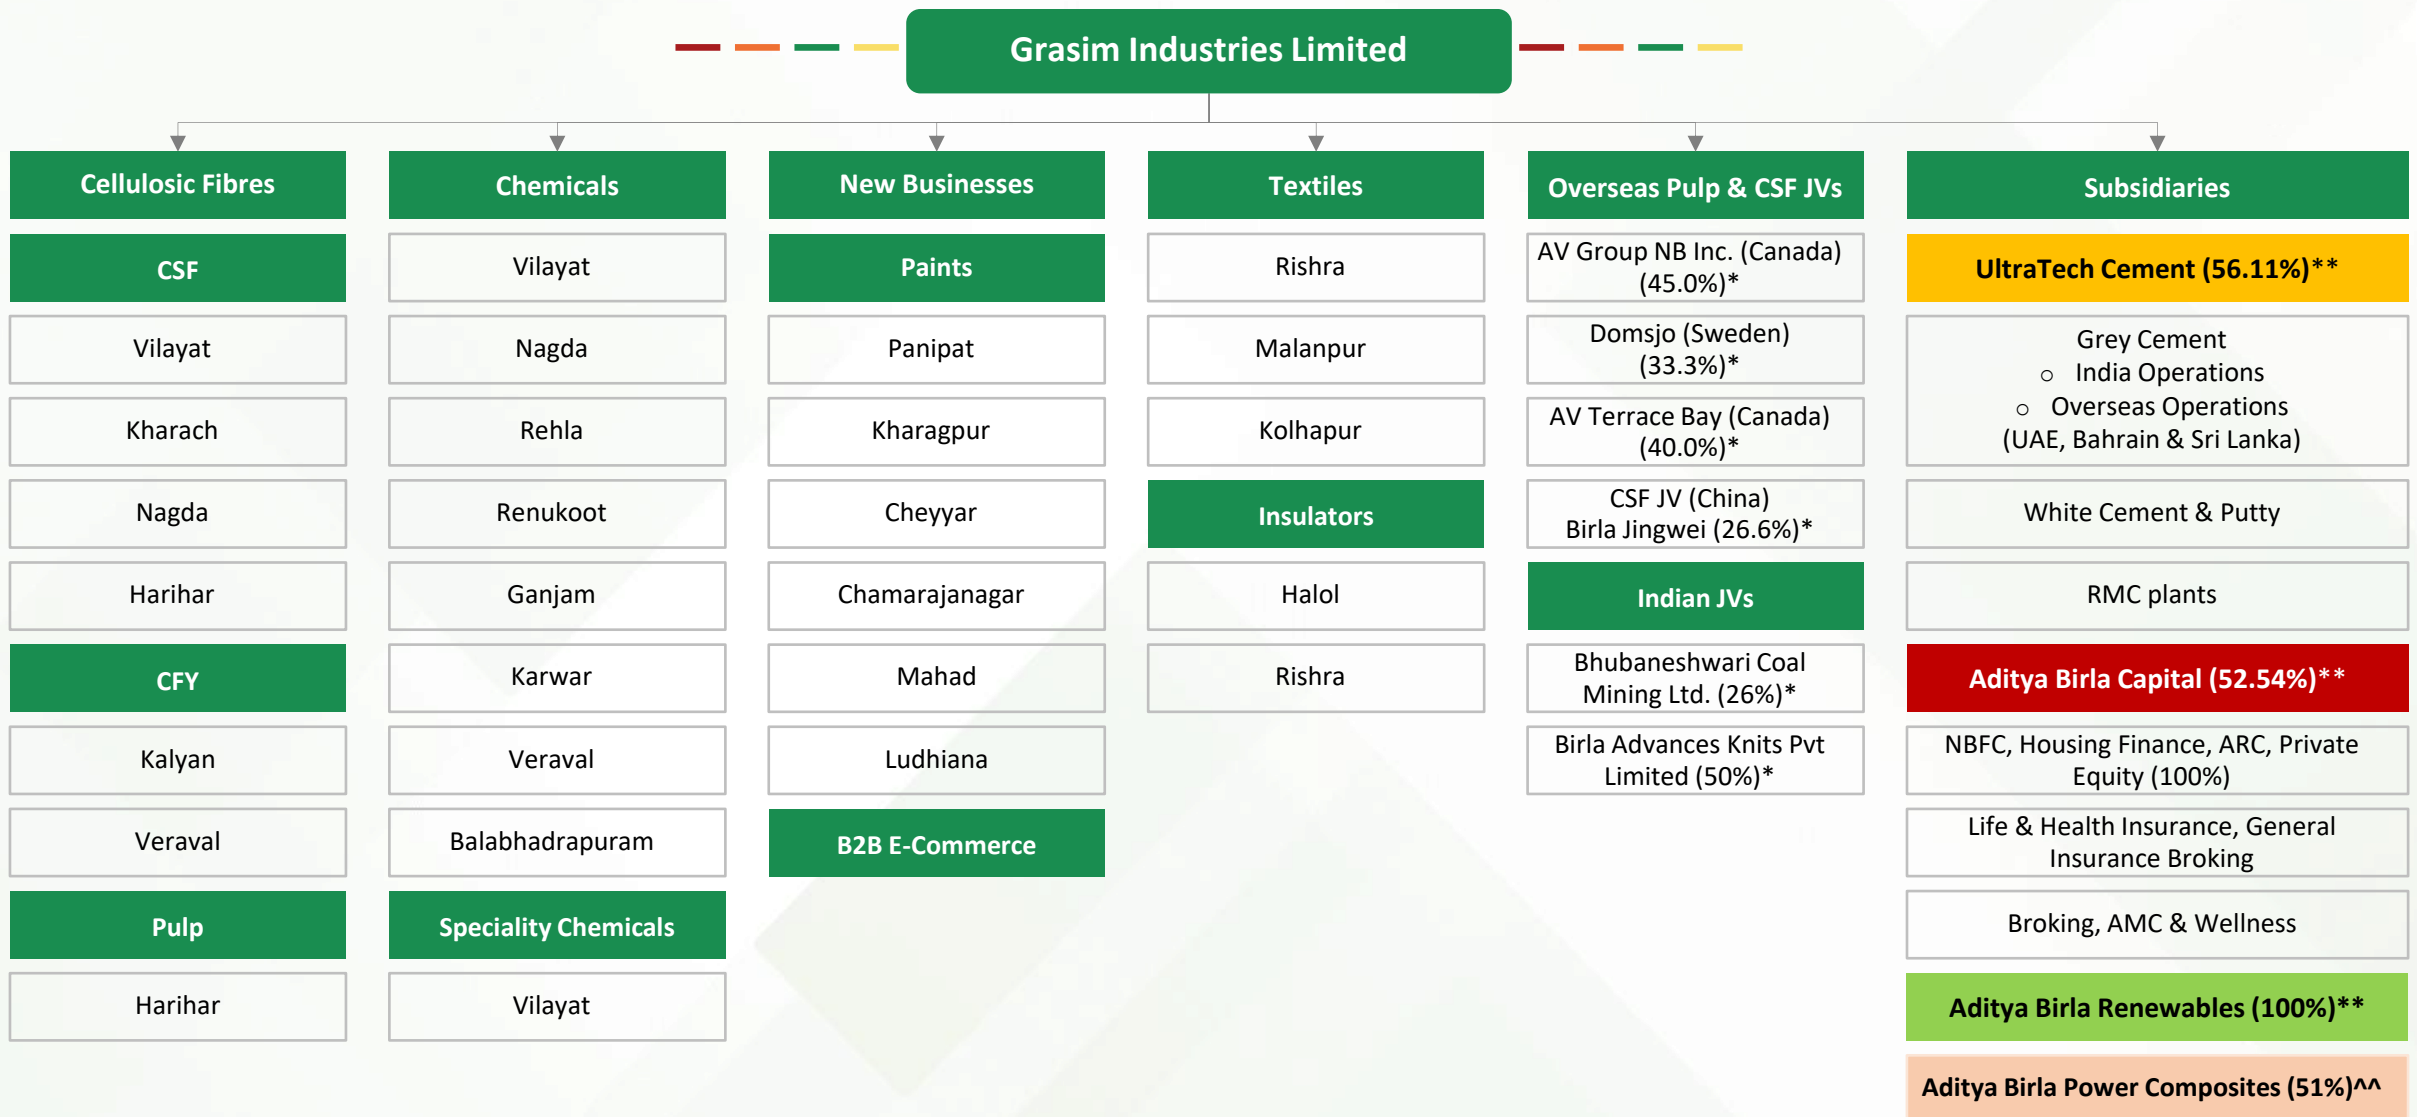 Grasim Industries Limited
Cellulosic Fibres
CSF
Vilayat
Kharach
Nagda
Harihar
CFY
Kalyan
Veraval
Pulp
Harihar
Chemicals
Vilayat
Nagda
Rehla
Renukoot
Ganjam
Karwar
Veraval
Balabhadrapuram
Speciality Chemicals
Vilayat
New Businesses
Paints
Panipat
Kharagpur
Cheyyar
Chamarajanagar
Mahad
Ludhiana
B2B E-Commerce
Textiles
Rishra
Malanpur
Kolhapur
Insulators
Halol
Rishra
Overseas Pulp & CSF JVs
AV Group NB Inc. (Canada)
(45.0%)*
Domsjo (Sweden)
(33.3%)*
AV Terrace Bay (Canada)
(40.0%)*
CSF JV (China)
Birla Jingwei (26.6%)*
Indian JVs
Bhubaneshwari Coal
Mining Ltd. (26%)*
Birla Advances Knits Pvt
Limited (50%)*
Subsidiaries
UltraTech Cement (56.11%)**
Grey Cement
o India Operations
o Overseas Operations
(UAE, Bahrain & Sri Lanka)
White Cement & Putty
RMC plants
Aditya Birla Capital (52.54%)**
NBFC, Housing Finance, ARC, Private
Equity (100%)
Life & Health Insurance, General
Insurance Broking
Broking, AMC & Wellness
Aditya Birla Renewables (100%)**
Aditya Birla Power Composites (51%)^^